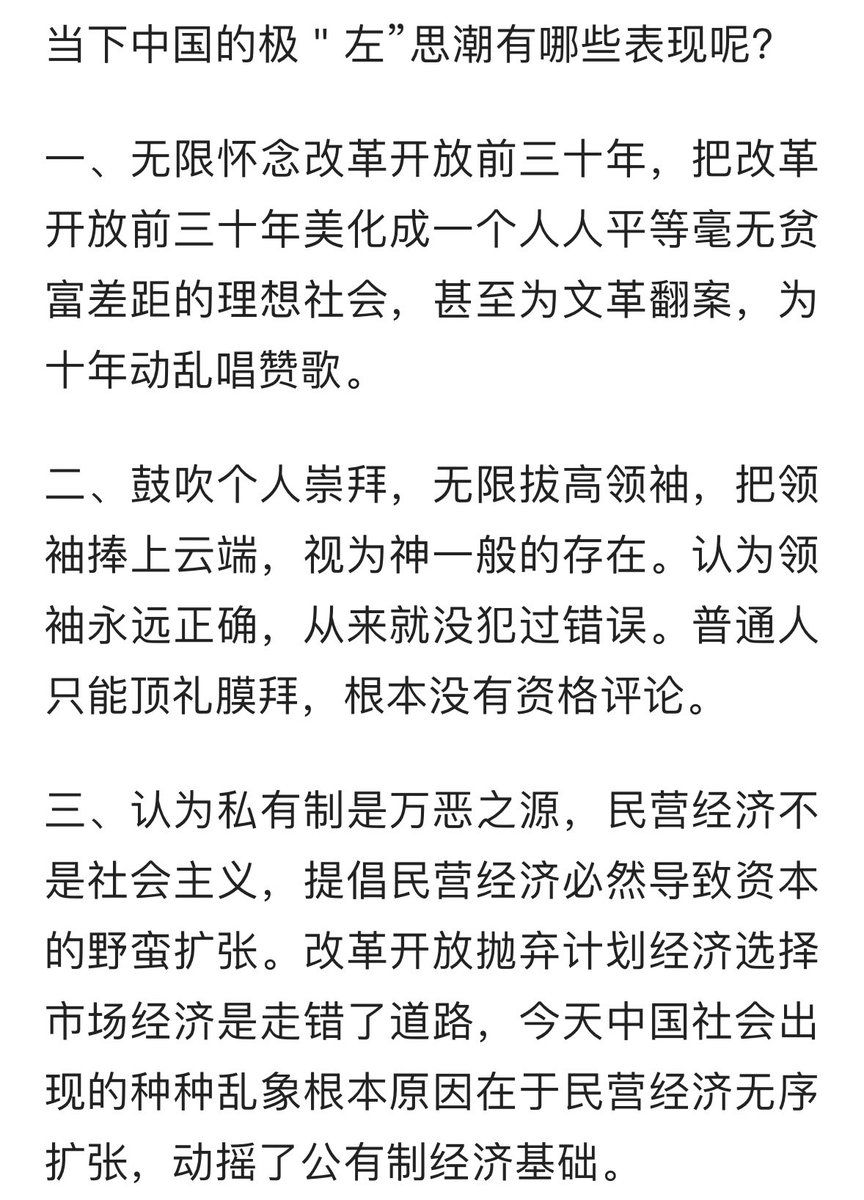 当下中国的极 " 左”思潮有哪些表现呢？
一、无限怀念改革开放前三十年，把改革
开放前三十年美化成一个人人平等毫无贫
富差距的理想社会，甚至为文革翻案，为
十年动乱唱赞歌。
二、鼓吹个人崇拜，无限拔高领袖，把领
袖捧上云端，视为神一般的存在。认为领
袖永远正确，从来就没犯过错误。普通人
只能顶礼膜拜，根本没有资格评论。
三、认为私有制是万恶之源，民营经济不
是社会主义，提倡民营经济必然导致资本
的野蛮扩张。改革开放抛弃计划经济选择
市场经济是走错了道路，今天中国社会出
现的种种乱象根本原因在于民营经济无序
扩张，动摇了公有制经济基础。